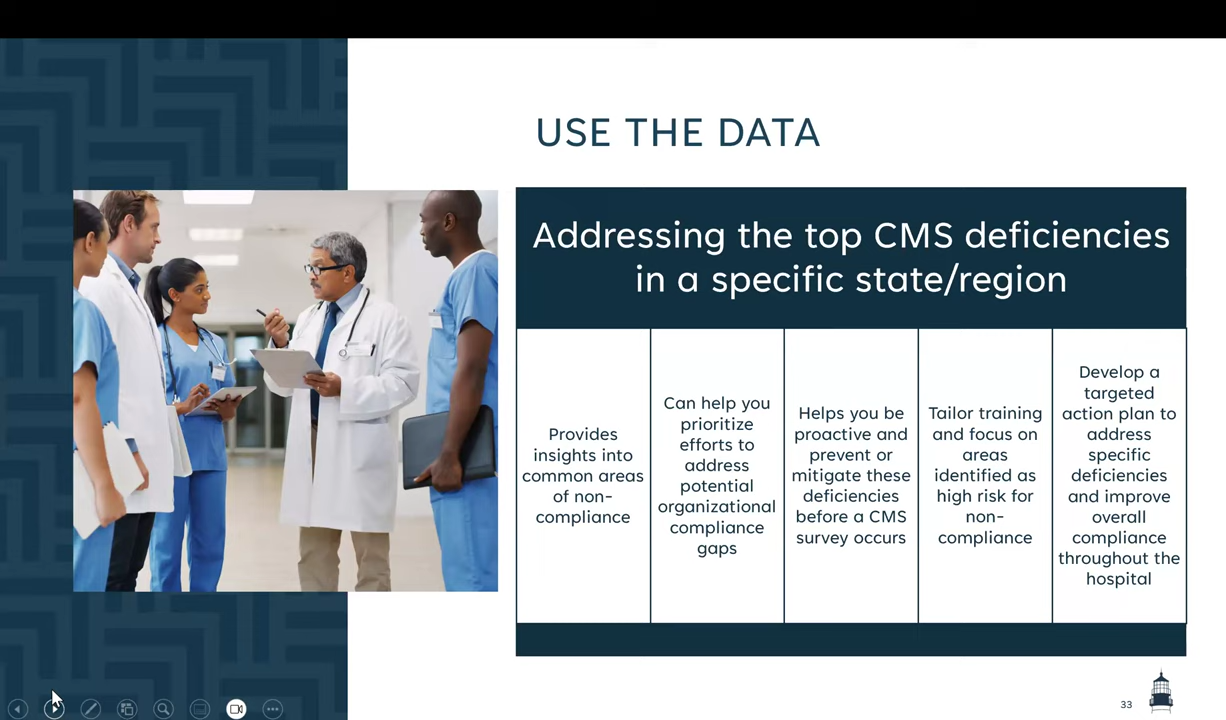 USE THE DATA
Addressing the top CMS deficiencies
in a specific state/region
Provides
insights into
common areas
of non-
compliance
Can help you
prioritize
efforts to
address
potential
organizational
compliance
gaps
Helps you be
proactive and
prevent or
mitigate these
deficiencies
before a CMS
survey occurs
Tailor training
and focus on
areas
identified as
high risk for
non-
compliance
Develop a
targeted
action plan to
address
specific
deficiencies
and improve
overall
compliance
throughout the
hospital
33